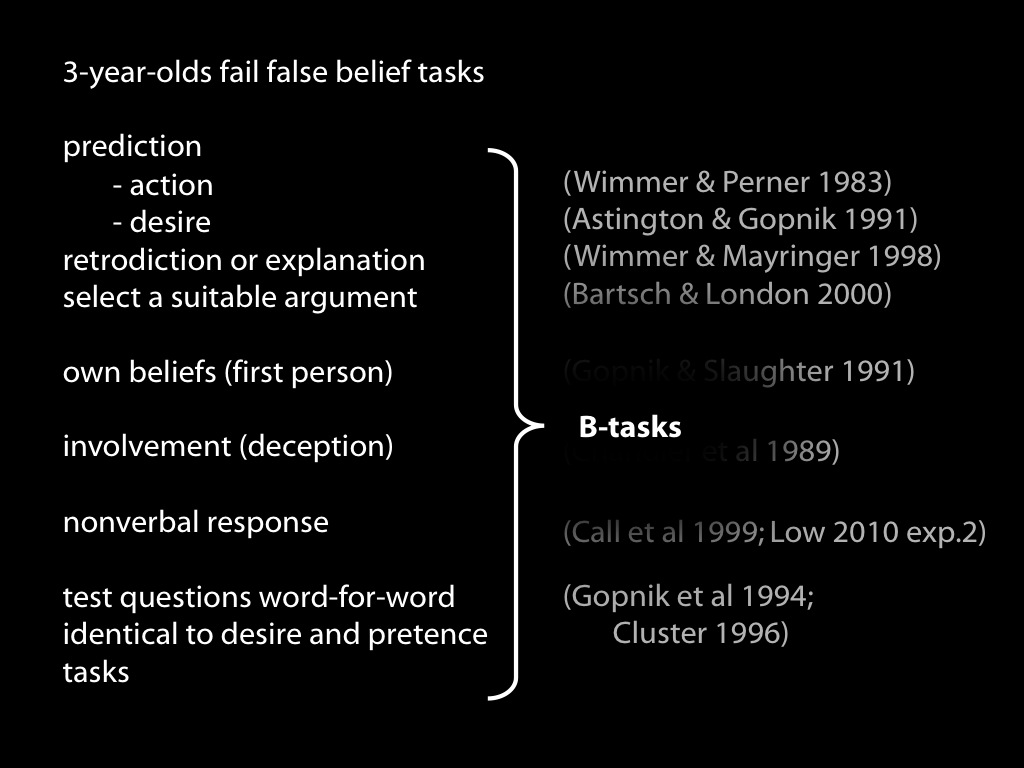 3-year-olds fail false belief tasks
prediction
- action
(Wimmer & Perner 1983)
- desire
(Astington & Gopnik 1991)
retrodiction or explanation
(Wimmer & Mayringer 1998)
select a suitable argument
(Bartsch & London 2000)
own beliefs (first person)
(Gopnik & Slaughter 1991)
B-tasks
involvement (deception)
et al 1989)
nonverbal response
(Call et al 1999; Low 2010 exp.2)
test questions word-for-word
identical to desire and pretence
tasks
(Gopnik et al 1994;
Cluster 1996)